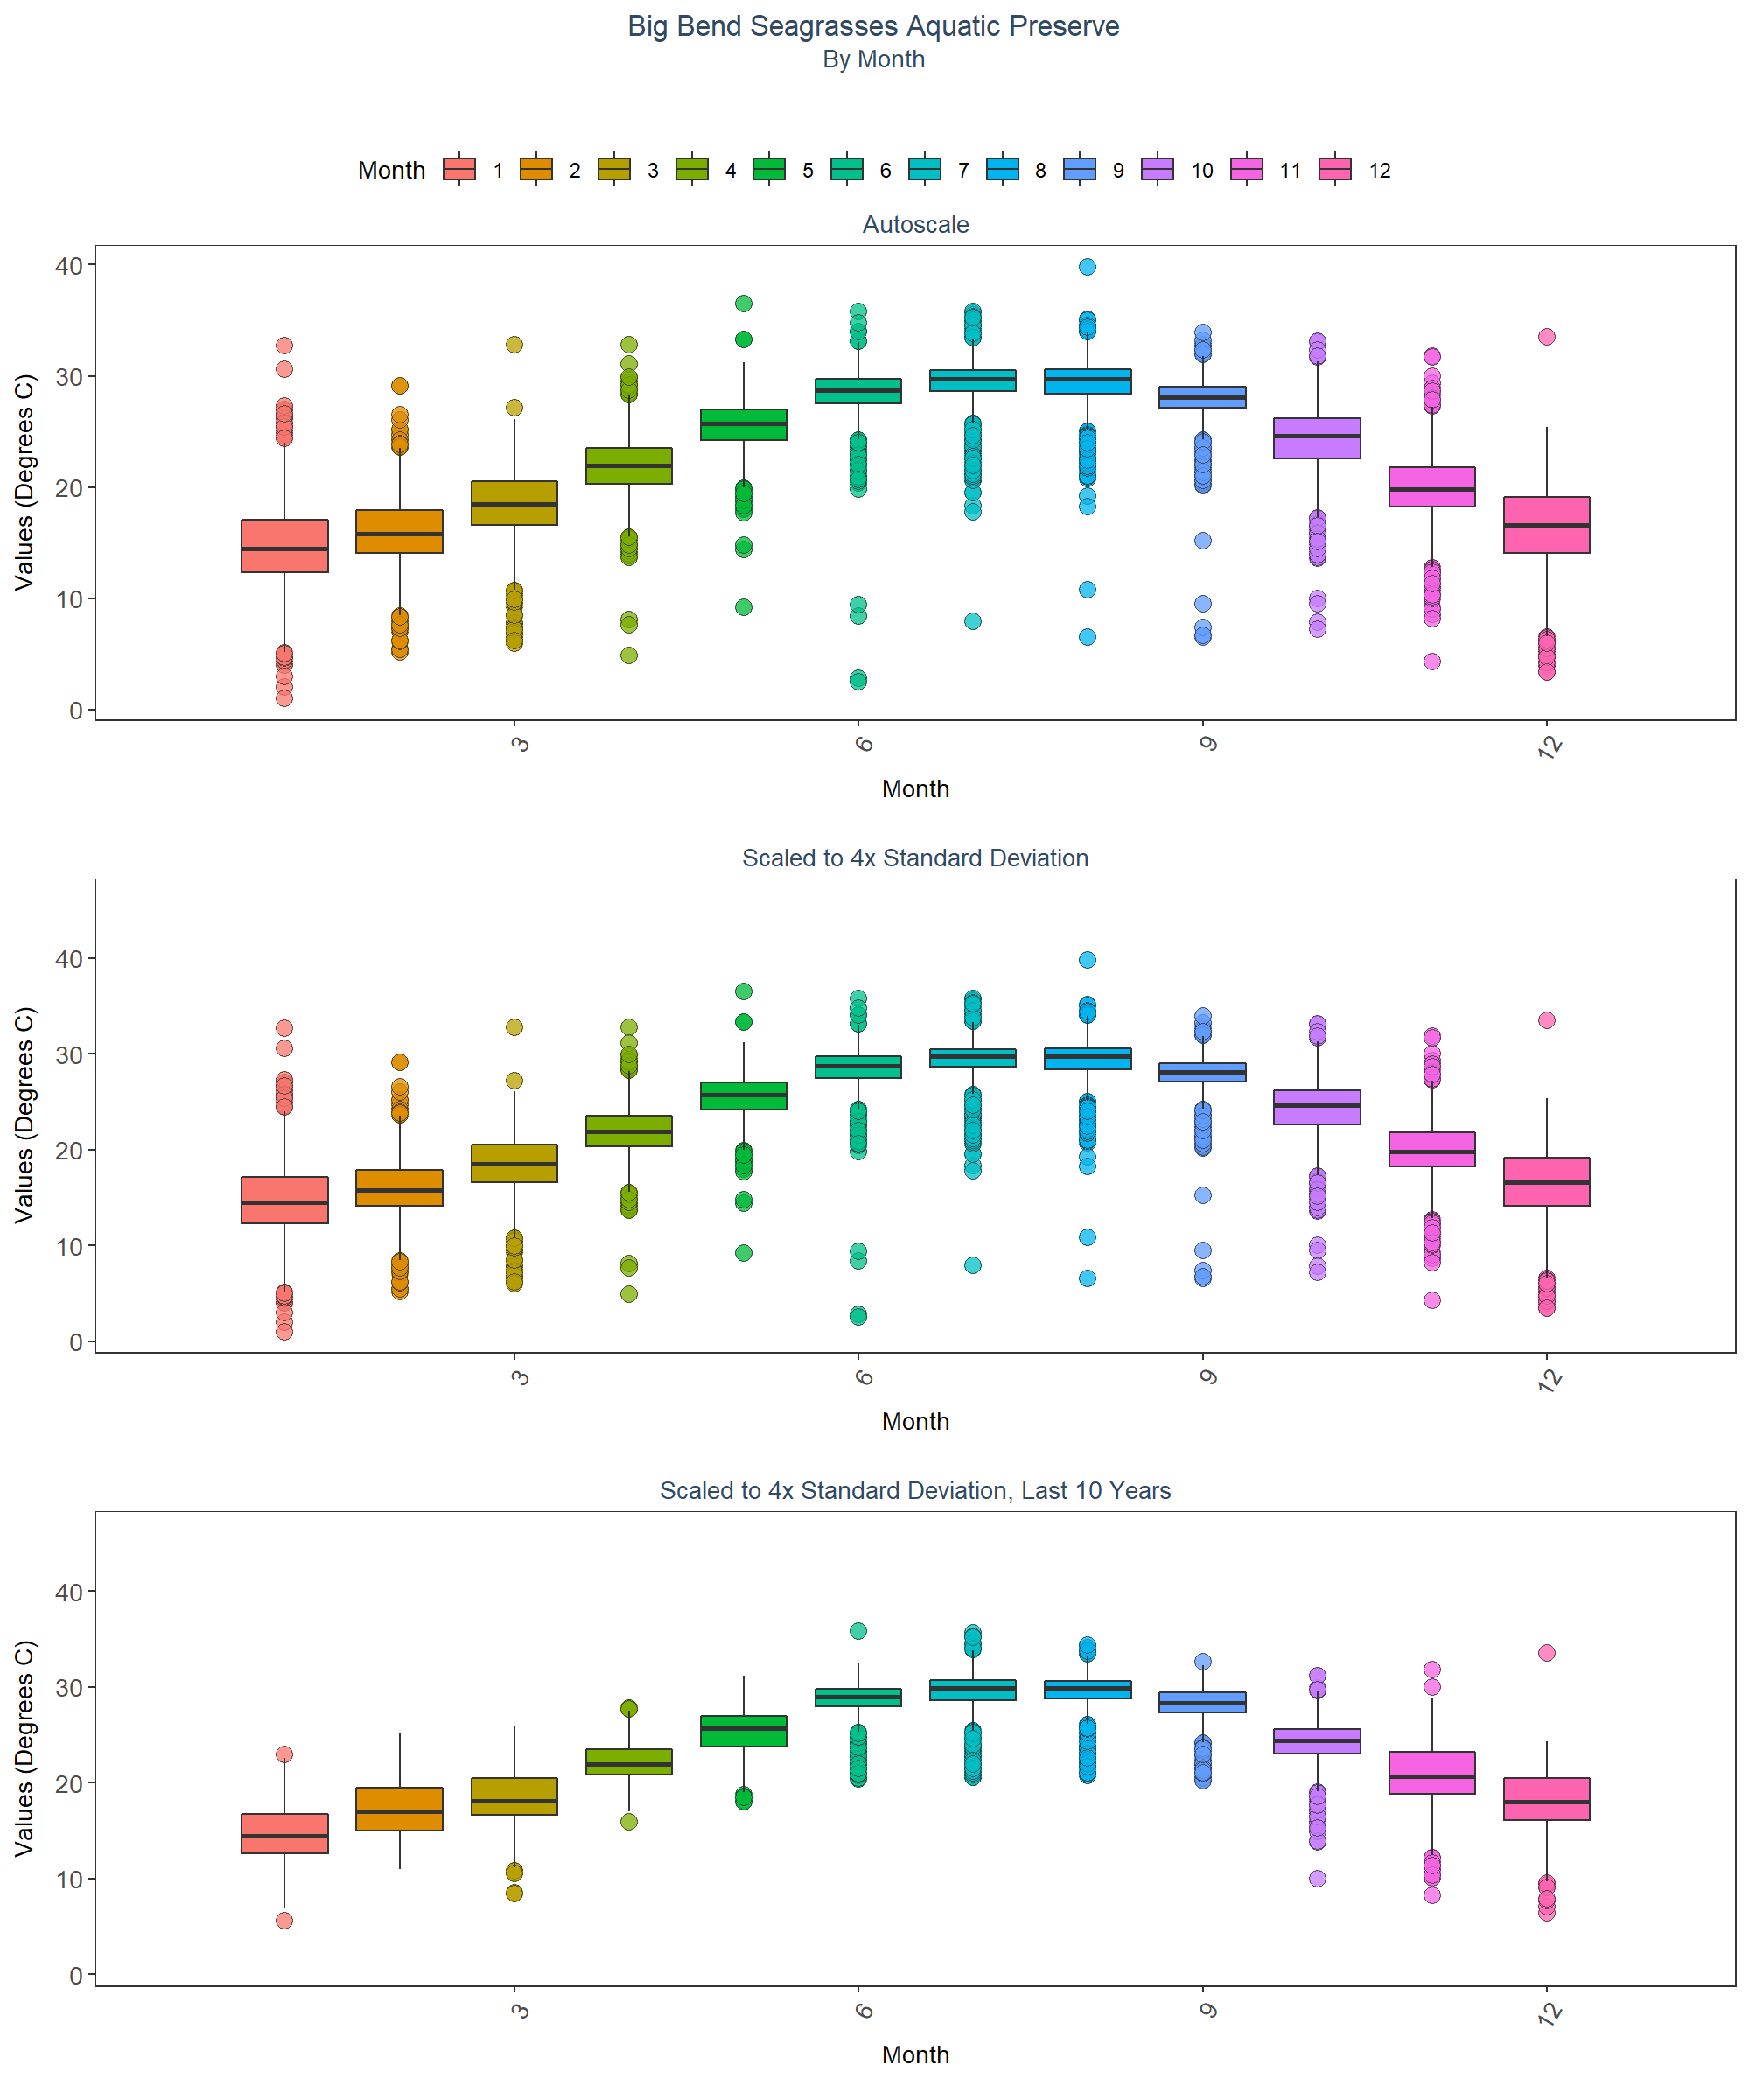 Big Bend Seagrasses Aquatic Preserve
By Month
Month 1 2 3 4 5 6 7 8 9 10 11 12
Autoscale
Values (Degrees C)
40
30
20
10
0
3 6 9 12
Month
Scaled to 4x Standard Deviation
Values (Degrees C)
40
30
20
10
0
3 6 9 12
Month
Scaled to 4x Standard Deviation, Last 10 Years
Values (Degrees C)
40
30
20
10
0
3 6 9 12
Month